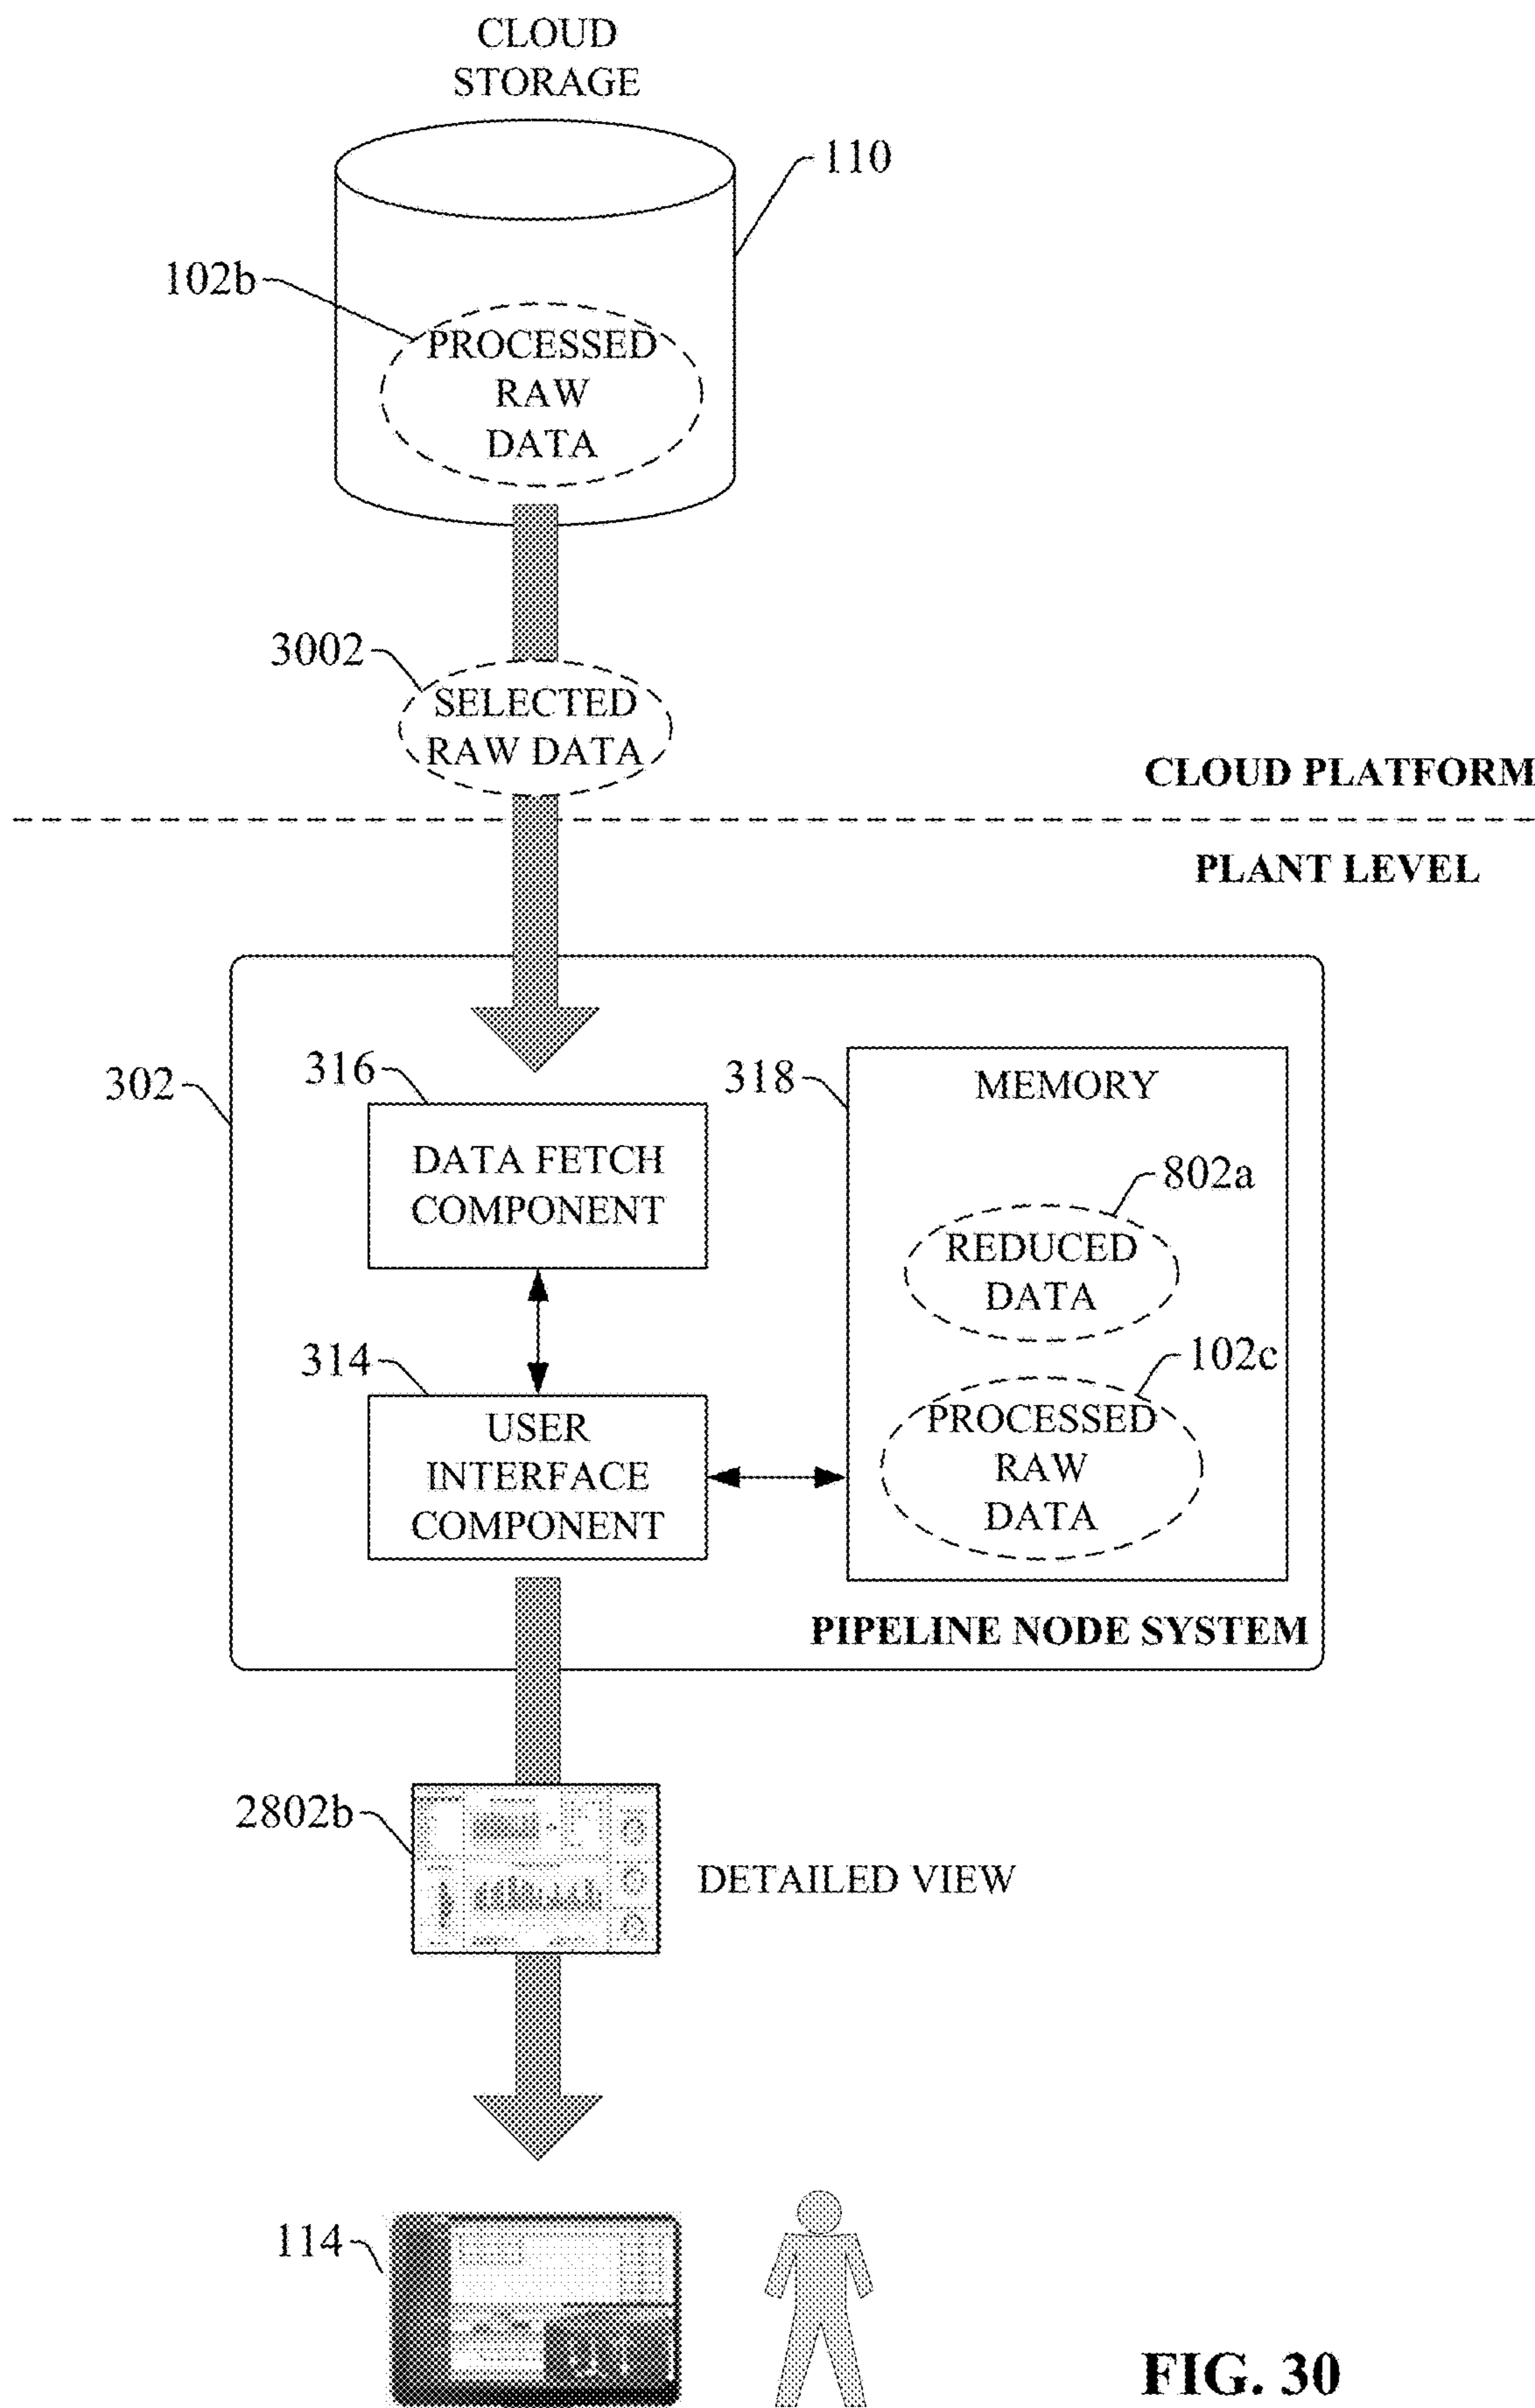 CLOUD
STORAGE
110
102b
PROCESSED
RAW
DATA
3002
SELECTED
RAW DATA
CLOUD PLATFORM
PLANT LEVEL
302
316
DATA FETCH
COMPONENT
318
MEMORY
802a
REDUCED
DATA
314
USER
INTERFACE
COMPONENT
102c
PROCESSED
RAW
DATA
PIPELINE NODE SYSTEM
2802b
DETAILED VIEW
114
FIG. 30